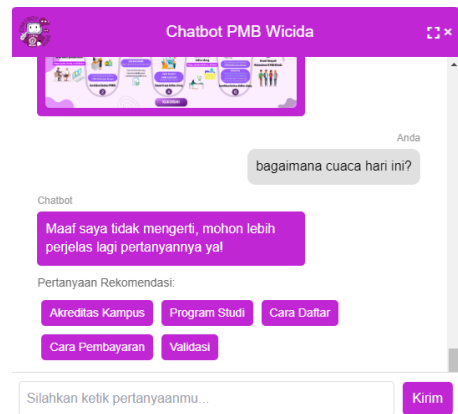 Chatbot PMB Wicida
Anda
bagaimana cuaca hari ini?
Chatbot
Maaf saya tidak mengerti, mohon lebih
perjelas lagi pertanyannya ya!
Pertanyaan Rekomendasi:
Akreditas Kampus
Program Studi
Cara Daftar
Cara Pembayaran
Validasi
Silahkan ketik pertanyaanmu...
Kirim